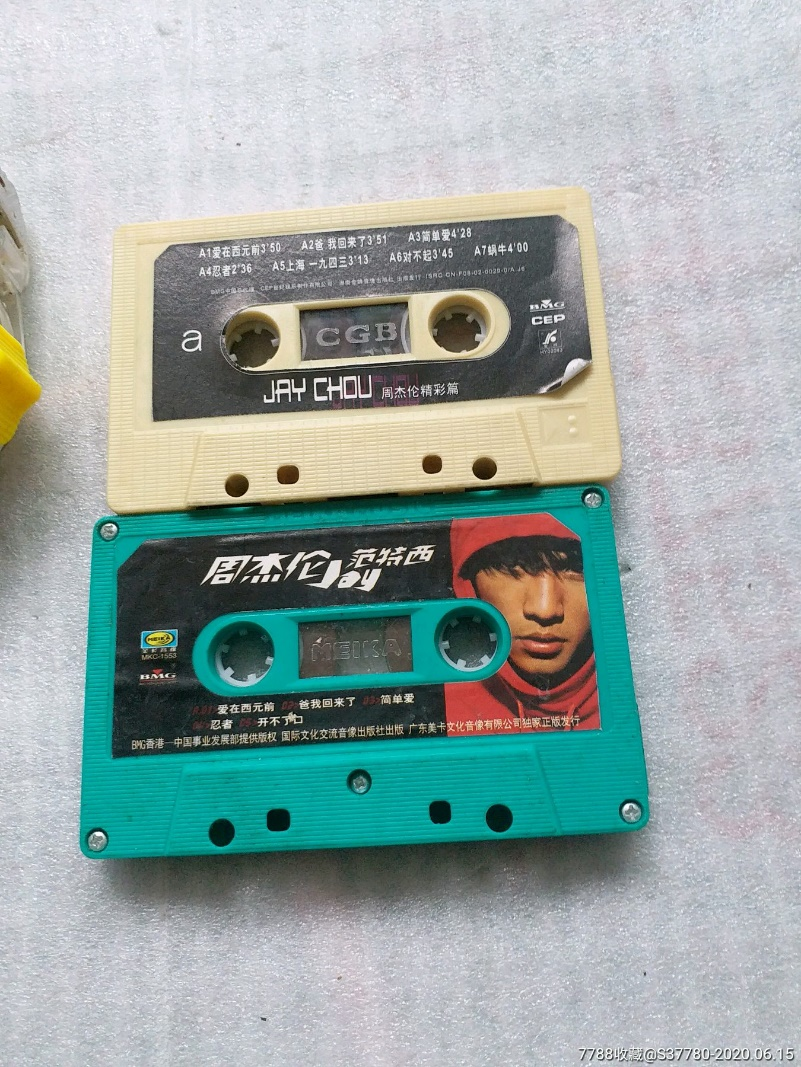 A1爱在西元前3'50 A2爸 我回来了3'51 A3简单爱4'28
A4忍者2'36 A5上海 一九四三3'13 A6对不起3'45 A7蜗牛4'00
BMG
CEP
a
CGB
JAY CHOU 周杰伦精彩篇
周杰伦 Jay 范特西
MEIKA
MKC-1553
BMG
MEIKA
爱在西元前 爸我回来了 简单爱
忍者 开不了口
BMG香港—中国事业发展部提供版权 国际文化交流音像出版社出版 广东美卡文化音像有限公司独家正版发行
7788收藏@S37780-2020.06.15